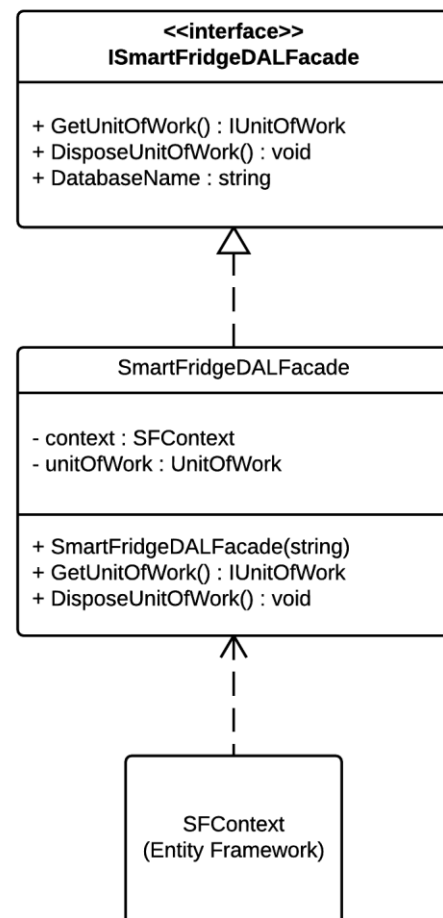 <<interface>>
ISmartFridgeDALFacade
+ GetUnitOfWork() : IUnitOfWork
+ DisposeUnitOfWork() : void
+ DatabaseName : string
SmartFridgeDALFacade
- context : SFContext
- unitOfWork : UnitOfWork
+ SmartFridgeDALFacade(string)
+ GetUnitOfWork() : IUnitOfWork
+ DisposeUnitOfWork() : void
SFContext
(Entity Framework)